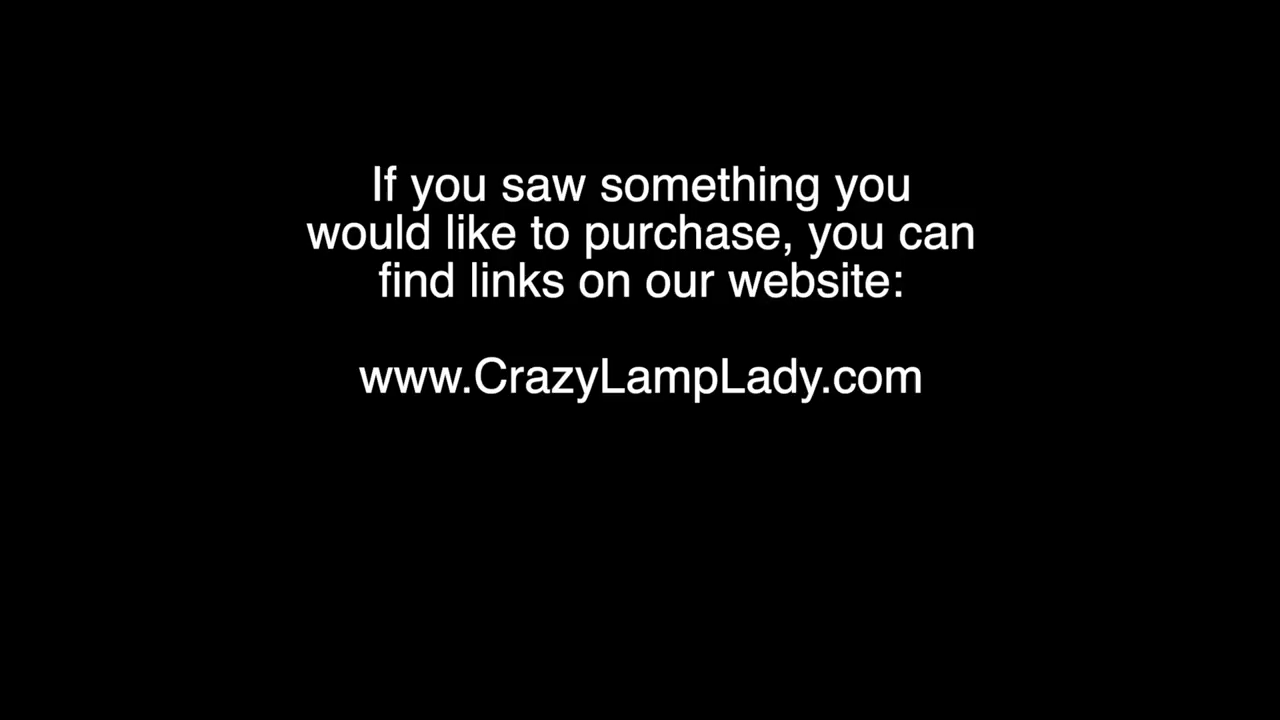 If you saw something you
would like to purchase, you can
find links on our website:
www.CrazyLampLady.com